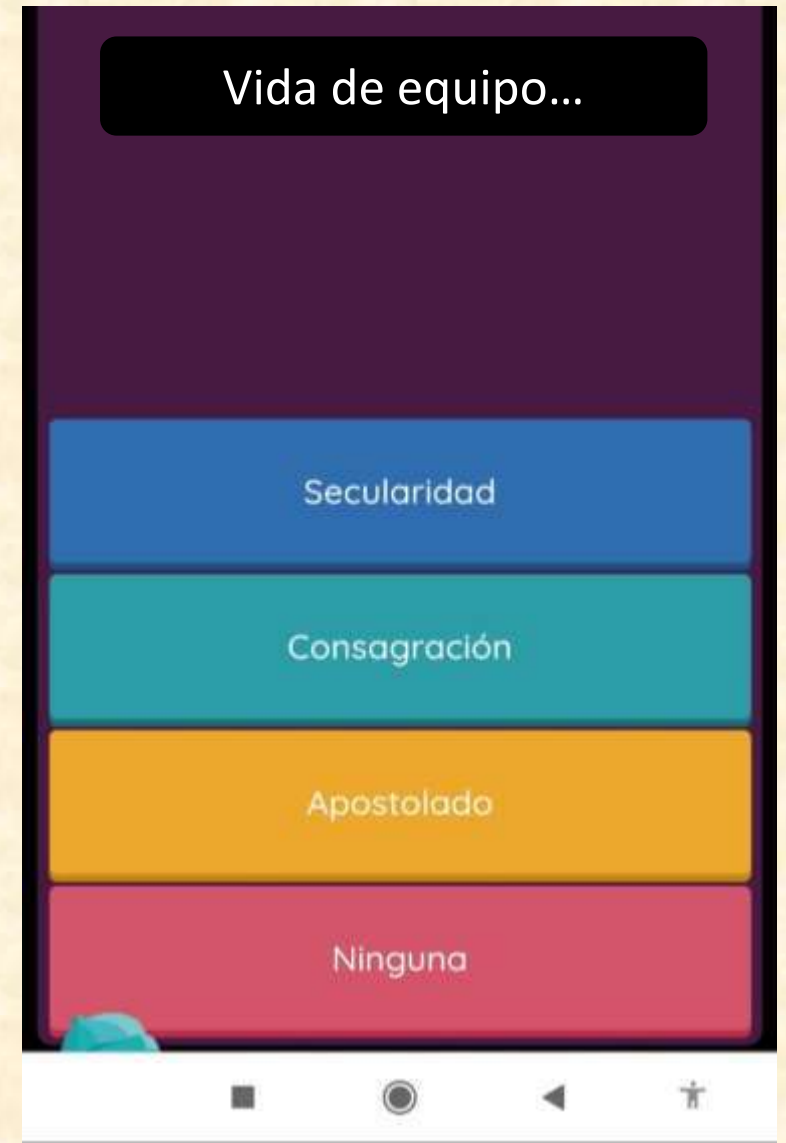 Vida de equipo...
Secularidad
Consagración
Apostolado
Ninguna